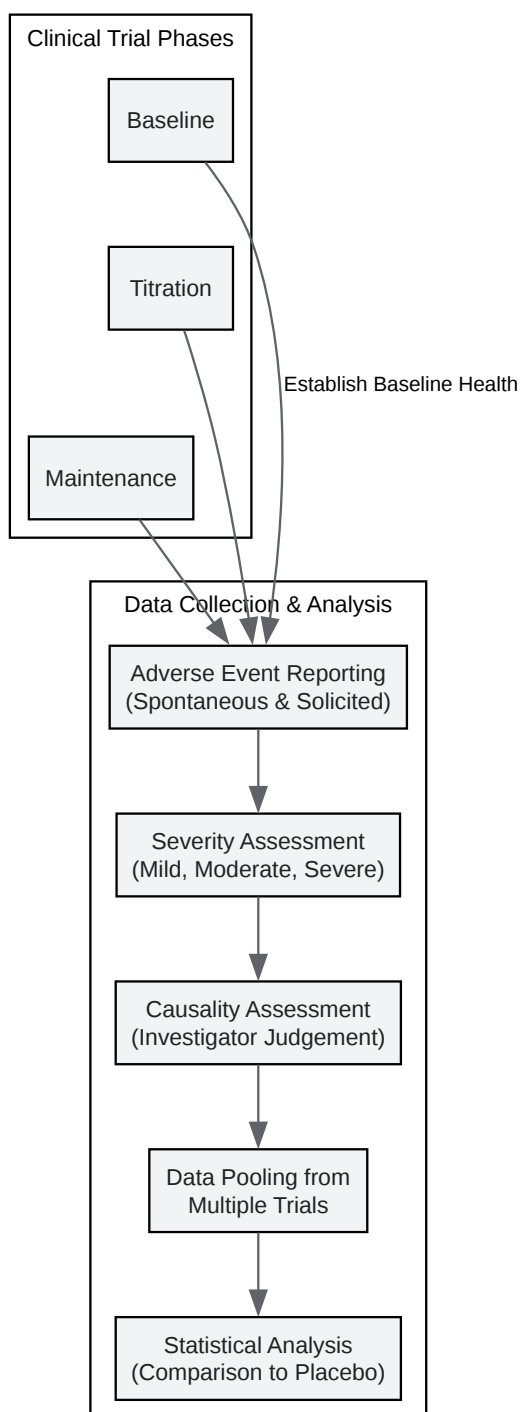 Clinical Trial Phases
Baseline
Titration
Establish Baseline Health
Maintenance
Data Collection & Analysis
Adverse Event Reporting
(Spontaneous & Solicited)
Severity Assessment
(Mild, Moderate, Severe)
Causality Assessment
(Investigator Judgement)
Data Pooling from
Multiple Trials
Statistical Analysis
(Comparison to Placebo)